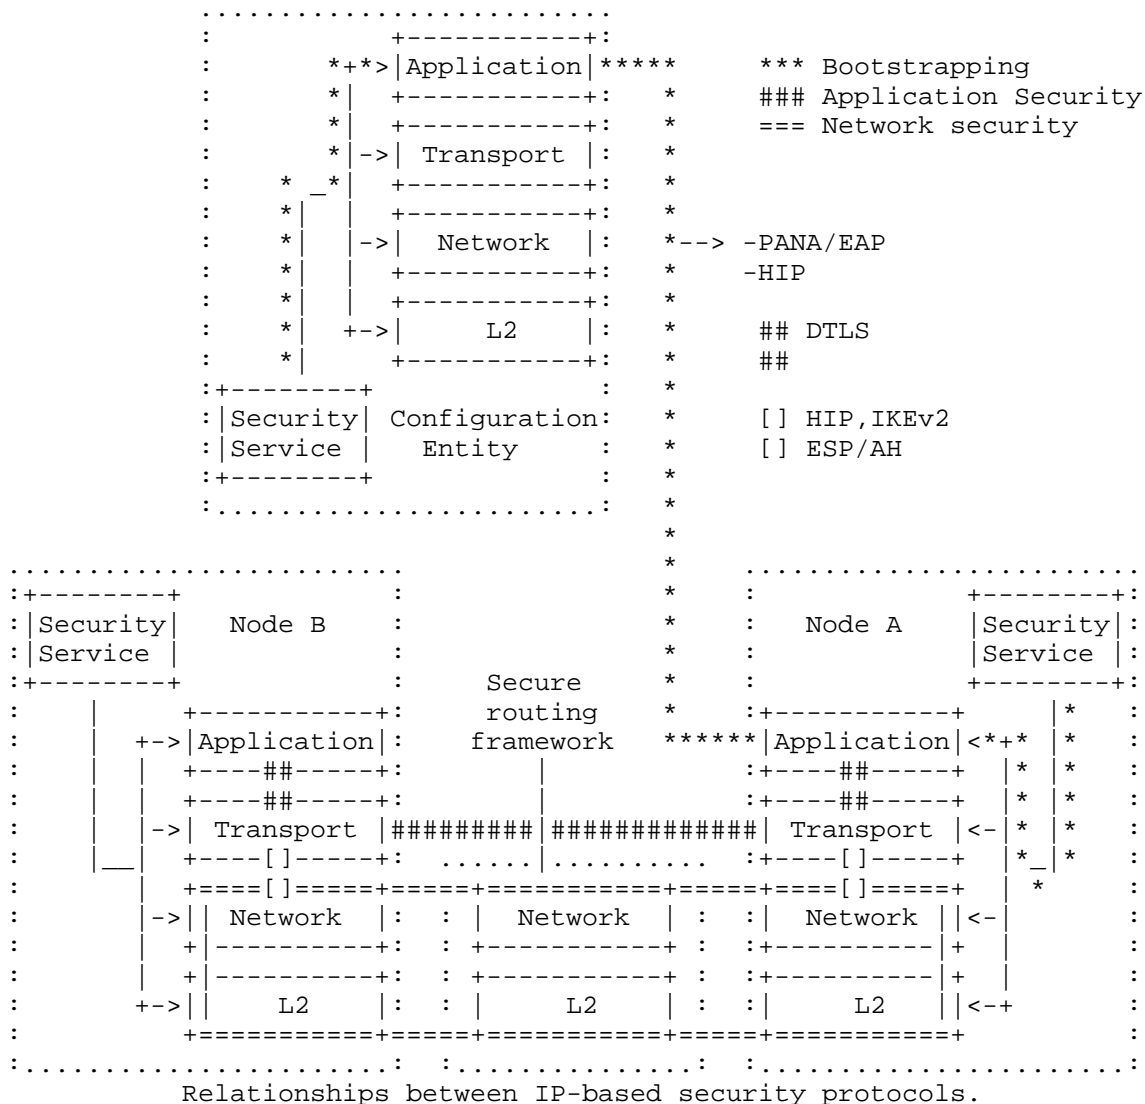 Application *** Bootstrapping
### Application Security
=== Network security
Transport
Network -PANA/EAP
-HIP
L2 ## DTLS
##
Security Configuration [] HIP,IKEv2
Service Entity [] ESP/AH
Security Node B Node A Security
Service Service
Secure
routing
Application framework Application
Transport Transport
Network Network Network
L2 L2 L2
Relationships between IP-based security protocols.